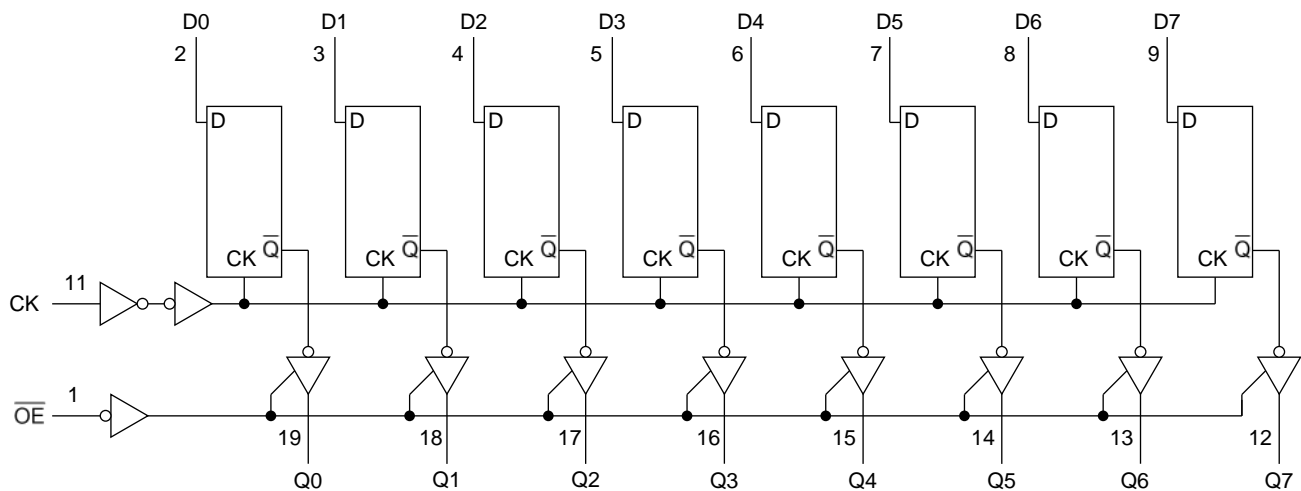 D0 D1 D2 D3 D4 D5 D6 D7
2 3 4 5 6 7 8 9
D D D D D D D D
Q̅ Q̅ Q̅ Q̅ Q̅ Q̅ Q̅ Q̅
CK CK CK CK CK CK CK CK
11
CK
1
O̅E̅
19 18 17 16 15 14 13 12
Q0 Q1 Q2 Q3 Q4 Q5 Q6 Q7